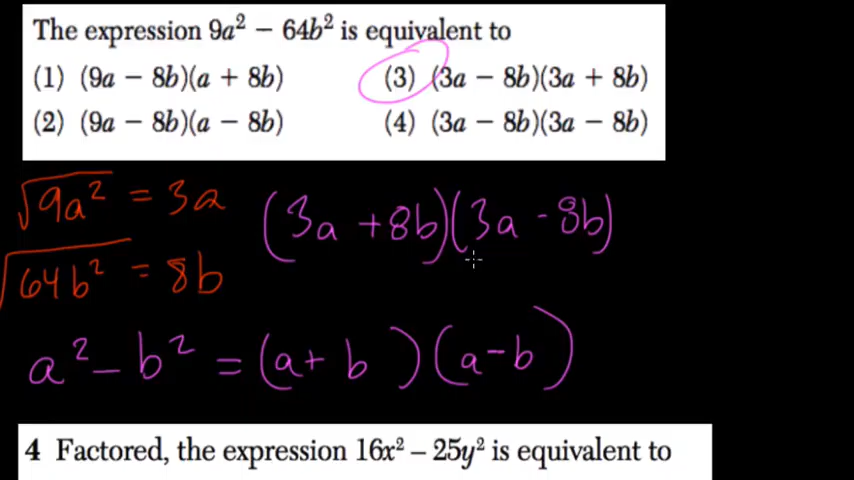 The expression 9a² − 64b² is equivalent to
(1) (9a − 8b)(a + 8b) (3) (3a − 8b)(3a + 8b)
(2) (9a − 8b)(a − 8b) (4) (3a − 8b)(3a − 8b)
√9a² = 3a (3a + 8b)(3a - 8b)
√64b² = 8b
a² - b² = (a + b)(a - b)
4 Factored, the expression 16x² – 25y² is equivalent to